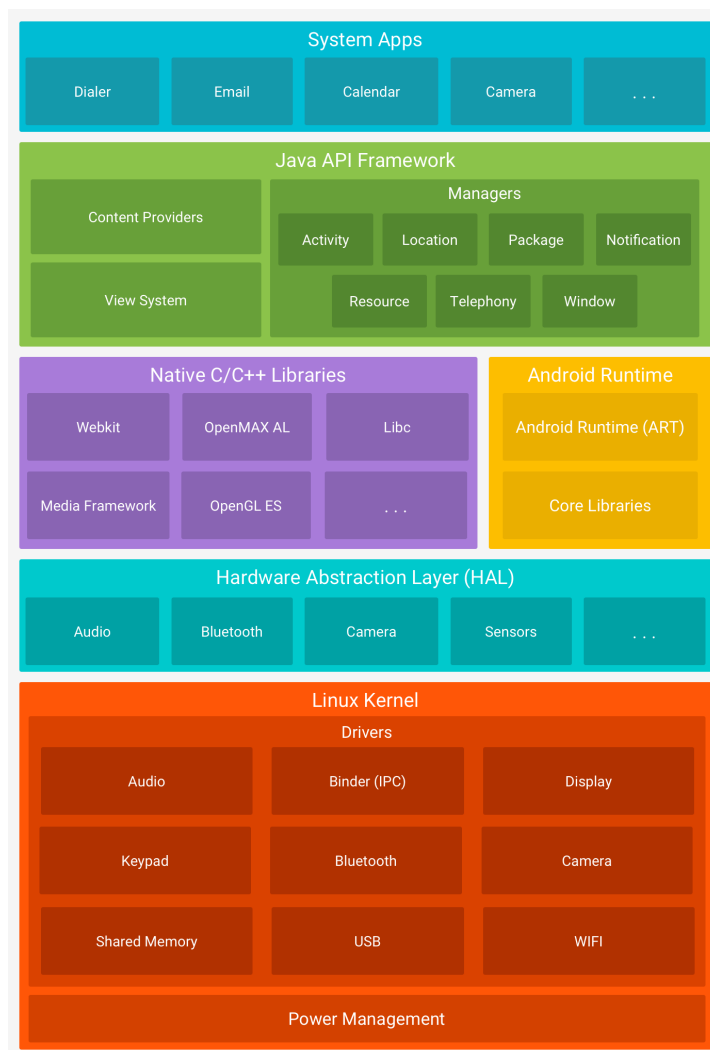 System Apps
Dialer
Email
Calendar
Camera
. . .
Java API Framework
Content Providers
View System
Managers
Activity
Location
Package
Notification
Resource
Telephony
Window
Native C/C++ Libraries
Webkit
OpenMAX AL
Libc
Media Framework
OpenGL ES
. . .
Android Runtime
Android Runtime (ART)
Core Libraries
Hardware Abstraction Layer (HAL)
Audio
Bluetooth
Camera
Sensors
. . .
Linux Kernel
Drivers
Audio
Binder (IPC)
Display
Keypad
Bluetooth
Camera
Shared Memory
USB
WIFI
Power Management